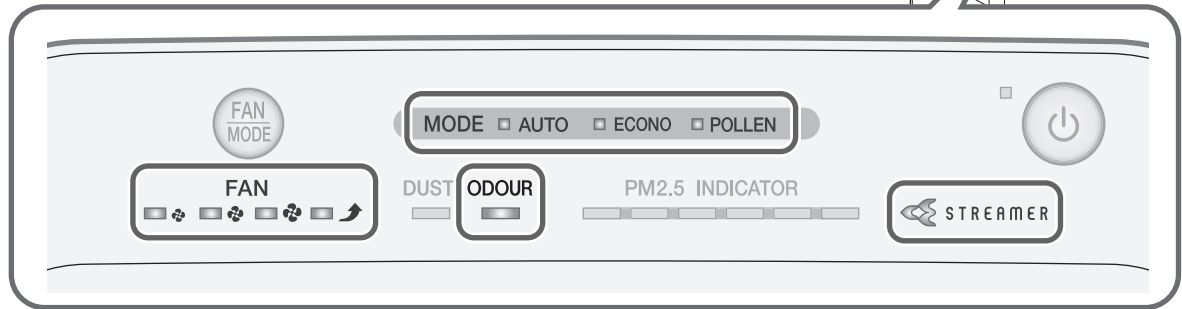 FAN
MODE
MODE AUTO ECONO POLLEN
FAN
DUST ODOUR PM2.5 INDICATOR
STREAMER